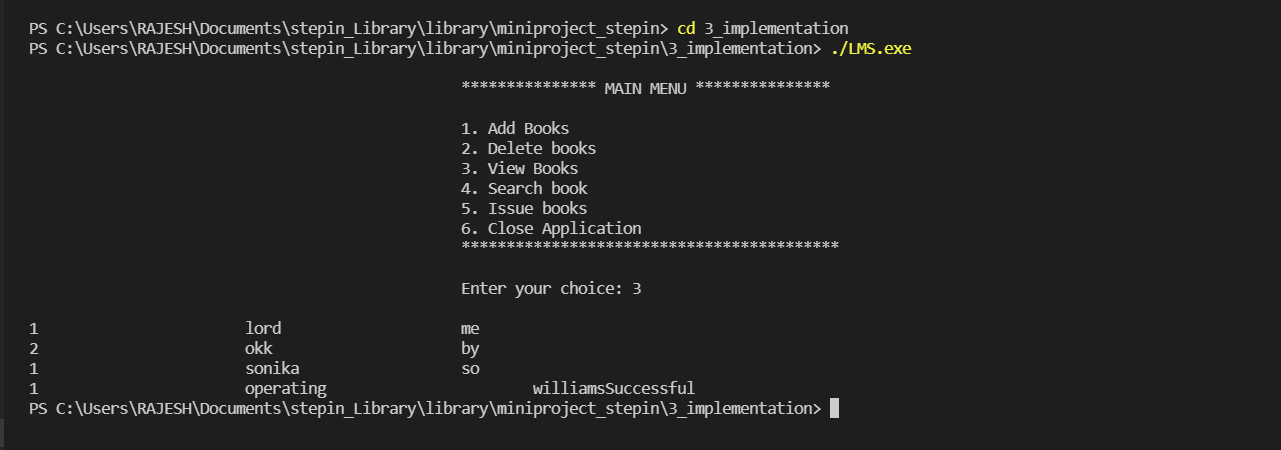 PS C:\Users\RAJESH\Documents\stepin_Library\library\miniproject_stepin> cd 3_implementation
PS C:\Users\RAJESH\Documents\stepin_Library\library\miniproject_stepin\3_implementation> ./LMS.exe
*************** MAIN MENU ***************
1. Add Books
2. Delete books
3. View Books
4. Search book
5. Issue books
6. Close Application
******************************************
Enter your choice: 3
1 lord me
2 okk by
1 sonika so
1 operating williamsSuccessful
PS C:\Users\RAJESH\Documents\stepin_Library\library\miniproject_stepin\3_implementation>